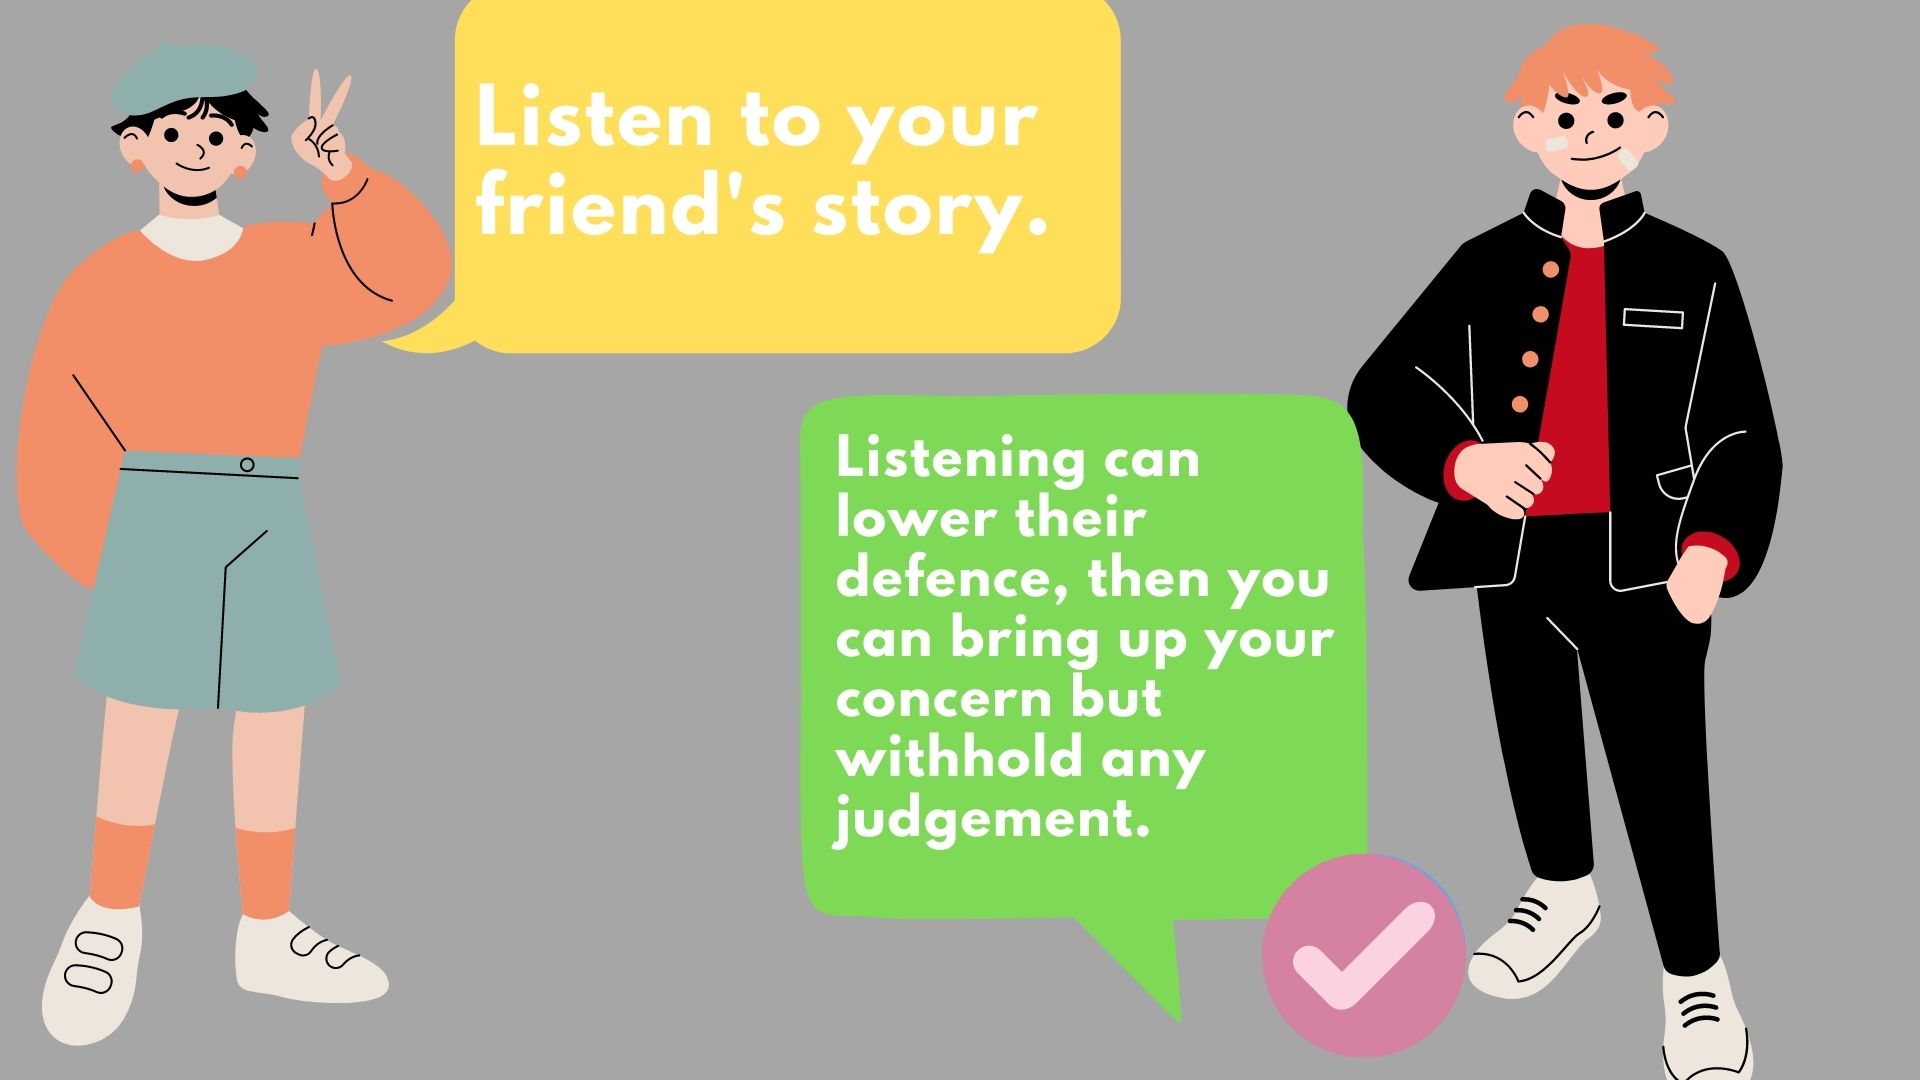 Listen to your
friend's story.
Listening can
lower their
defence, then you
can bring up your
concern but
withhold any
judgement.